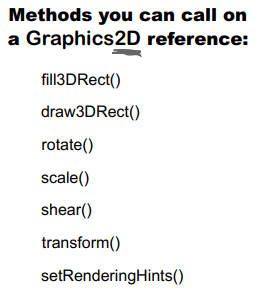 Methods you can call on
a Graphics2D reference:
fill3DRect()
draw3DRect()
rotate()
scale()
shear()
transform()
setRenderingHints()